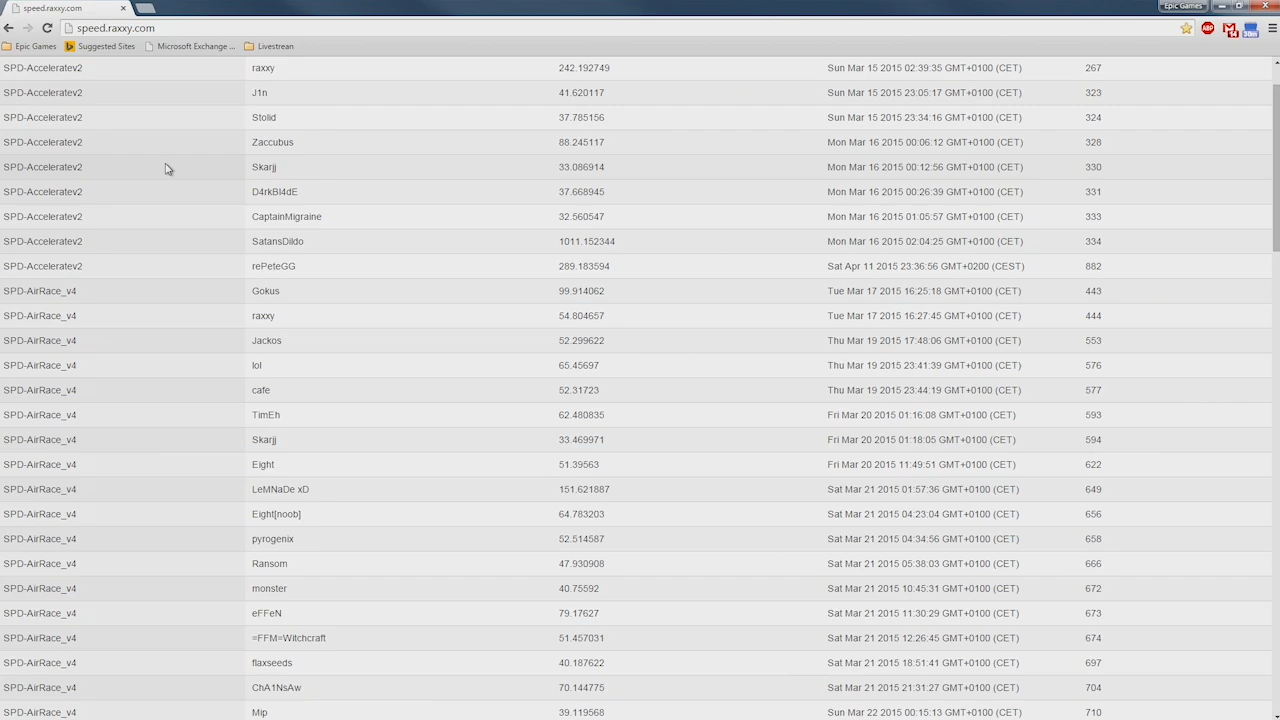 speed.raxxy.com
Epic Games
speed.raxxy.com
Epic Games Suggested Sites Microsoft Exchange ... Livestrean
SPD-Acceleratev2 raxxy 242.192749 Sun Mar 15 2015 02:39:35 GMT+0100 (CET) 267
SPD-Acceleratev2 J1n 41.620117 Sun Mar 15 2015 23:05:17 GMT+0100 (CET) 323
SPD-Acceleratev2 Stolid 37.785156 Sun Mar 15 2015 23:34:16 GMT+0100 (CET) 324
SPD-Acceleratev2 Zaccubus 88.245117 Mon Mar 16 2015 00:06:12 GMT+0100 (CET) 328
SPD-Acceleratev2 Skarjj 33.086914 Mon Mar 16 2015 00:12:56 GMT+0100 (CET) 330
SPD-Acceleratev2 D4rkBl4dE 37.668945 Mon Mar 16 2015 00:26:39 GMT+0100 (CET) 331
SPD-Acceleratev2 CaptainMigraine 32.560547 Mon Mar 16 2015 01:05:57 GMT+0100 (CET) 333
SPD-Acceleratev2 SatansDildo 1011.152344 Mon Mar 16 2015 02:04:25 GMT+0100 (CET) 334
SPD-Acceleratev2 rePeteGG 289.183594 Sat Apr 11 2015 23:36:56 GMT+0200 (CEST) 882
SPD-AirRace_v4 Gokus 99.914062 Tue Mar 17 2015 16:25:18 GMT+0100 (CET) 443
SPD-AirRace_v4 raxxy 54.804657 Tue Mar 17 2015 16:27:45 GMT+0100 (CET) 444
SPD-AirRace_v4 Jackos 52.299622 Thu Mar 19 2015 17:48:06 GMT+0100 (CET) 553
SPD-AirRace_v4 lol 65.45697 Thu Mar 19 2015 23:41:39 GMT+0100 (CET) 576
SPD-AirRace_v4 cafe 52.31723 Thu Mar 19 2015 23:44:19 GMT+0100 (CET) 577
SPD-AirRace_v4 TimEh 62.480835 Fri Mar 20 2015 01:16:08 GMT+0100 (CET) 593
SPD-AirRace_v4 Skarjj 33.469971 Fri Mar 20 2015 01:18:05 GMT+0100 (CET) 594
SPD-AirRace_v4 Eight 51.39563 Fri Mar 20 2015 11:49:51 GMT+0100 (CET) 622
SPD-AirRace_v4 LeMNaDe xD 151.621887 Sat Mar 21 2015 01:57:36 GMT+0100 (CET) 649
SPD-AirRace_v4 Eight[noob] 64.783203 Sat Mar 21 2015 04:23:04 GMT+0100 (CET) 656
SPD-AirRace_v4 pyrogenix 52.514587 Sat Mar 21 2015 04:34:56 GMT+0100 (CET) 658
SPD-AirRace_v4 Ransom 47.930908 Sat Mar 21 2015 05:38:03 GMT+0100 (CET) 666
SPD-AirRace_v4 monster 40.75592 Sat Mar 21 2015 10:45:31 GMT+0100 (CET) 672
SPD-AirRace_v4 eFFeN 79.17627 Sat Mar 21 2015 11:30:29 GMT+0100 (CET) 673
SPD-AirRace_v4 =FFM=Witchcraft 51.457031 Sat Mar 21 2015 12:26:45 GMT+0100 (CET) 674
SPD-AirRace_v4 flaxseeds 40.187622 Sat Mar 21 2015 18:51:41 GMT+0100 (CET) 697
SPD-AirRace_v4 ChA1NsAw 70.144775 Sat Mar 21 2015 21:31:27 GMT+0100 (CET) 704
SPD-AirRace_v4 Mip 39.119568 Sun Mar 22 2015 00:15:13 GMT+0100 (CET) 710